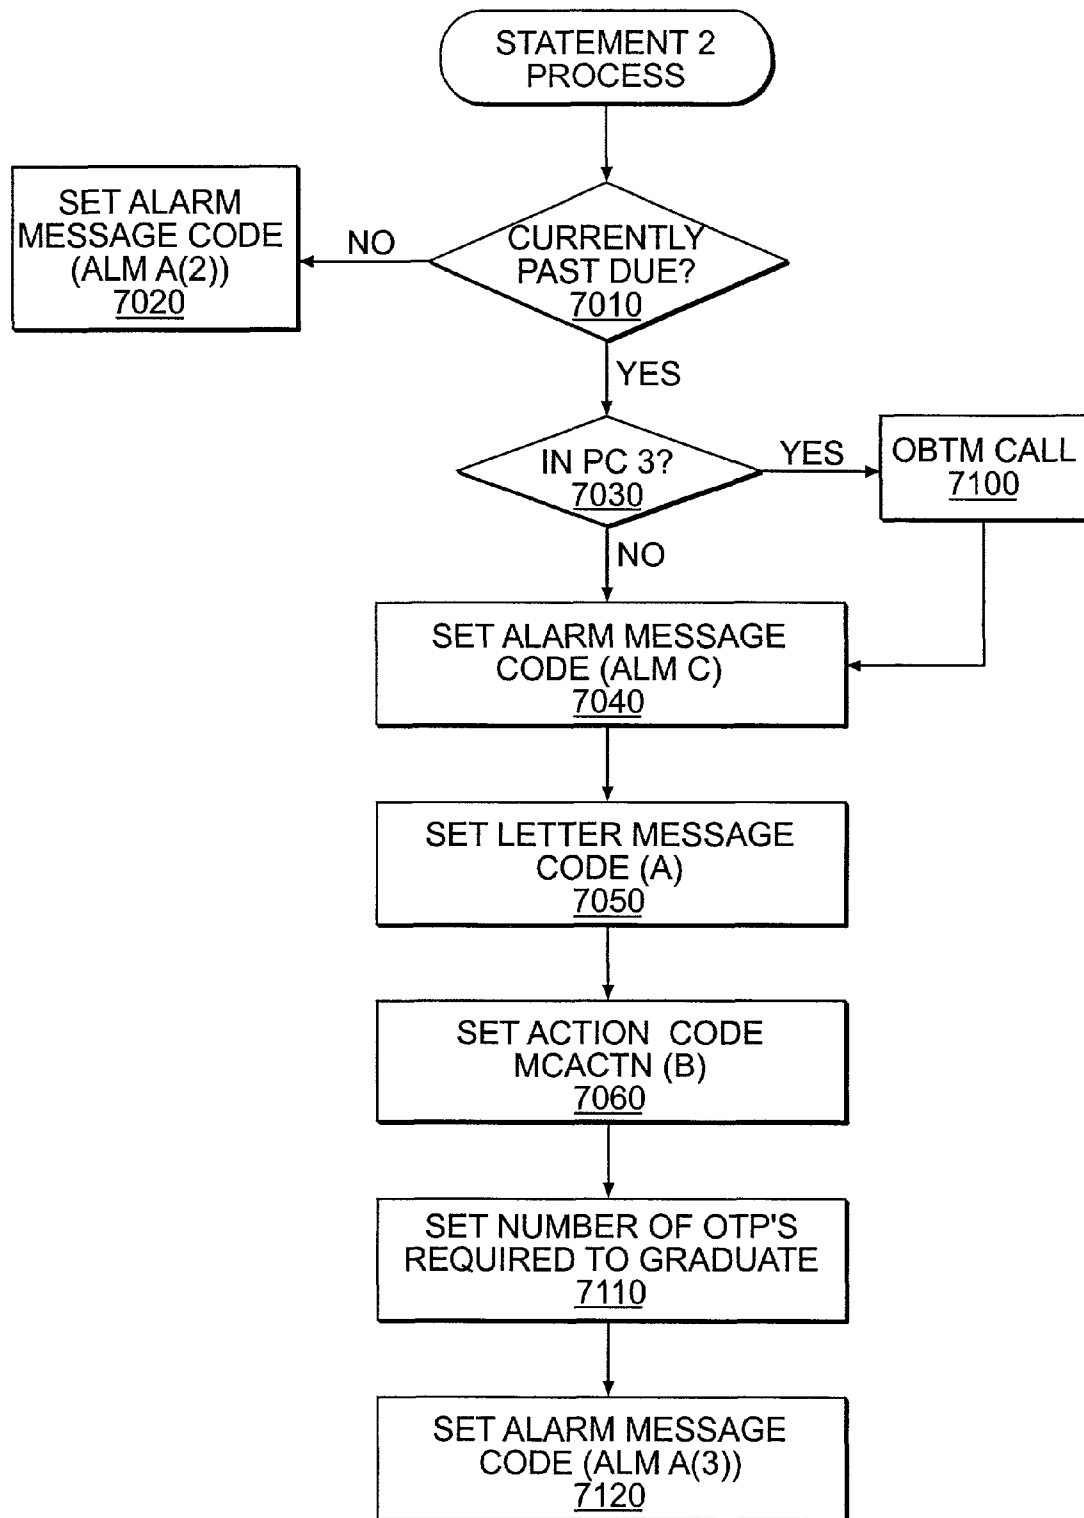 STATEMENT 2
PROCESS
SET ALARM
MESSAGE CODE
(ALM A(2))
7020
NO
CURRENTLY
PAST DUE?
7010
YES
IN PC 3?
7030
YES
OBTM CALL
7100
NO
SET ALARM MESSAGE
CODE (ALM C)
7040
SET LETTER MESSAGE
CODE (A)
7050
SET ACTION CODE
MCACTN (B)
7060
SET NUMBER OF OTP'S
REQUIRED TO GRADUATE
7110
SET ALARM MESSAGE
CODE (ALM A(3))
7120